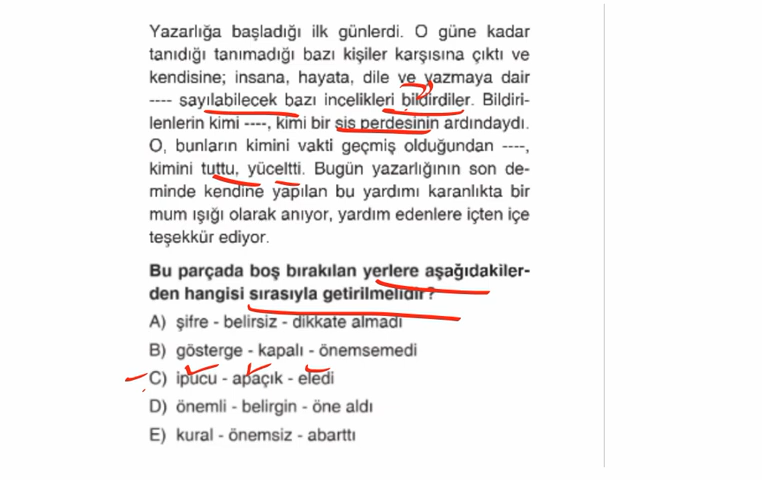 Yazarlığa başladığı ilk günlerdi. O güne kadar
tanıdığı tanımadığı bazı kişiler karşısına çıktı ve
kendisine; insana, hayata, dile ve yazmaya dair
---- sayılabilecek bazı incelikleri bildirdiler. Bildiri-
lenlerin kimi ----, kimi bir sis perdesinin ardındaydı.
O, bunların kimini vakti geçmiş olduğundan ----,
kimini tuttu, yüceltti. Bugün yazarlığının son de-
minde kendine yapılan bu yardımı karanlıkta bir
mum ışığı olarak anıyor, yardım edenlere içten içe
teşekkür ediyor.
Bu parçada boş bırakılan yerlere aşağıdakiler-
den hangisi sırasıyla getirilmelidir?
A) şifre - belirsiz - dikkate almadı
B) gösterge - kapalı - önemsemedi
C) ipucu - apaçık - eledi
D) önemli - belirgin - öne aldı
E) kural - önemsiz - abarttı